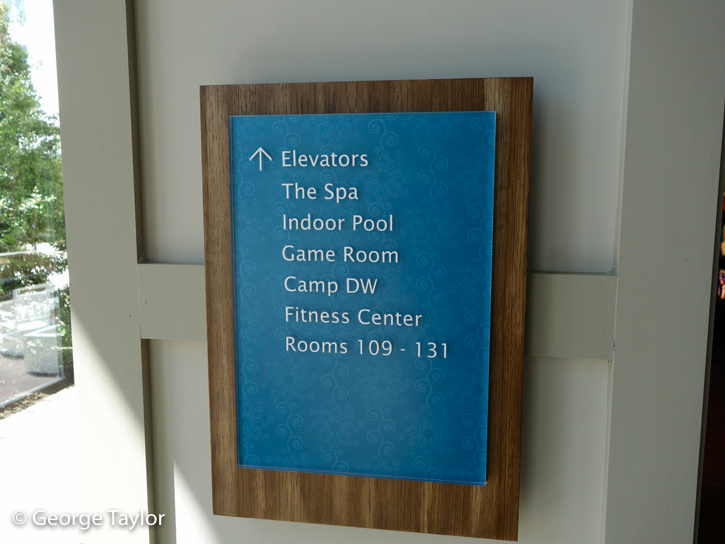 ↑ Elevators
The Spa
Indoor Pool
Game Room
Camp DW
Fitness Center
Rooms 109 - 131
© George Taylor